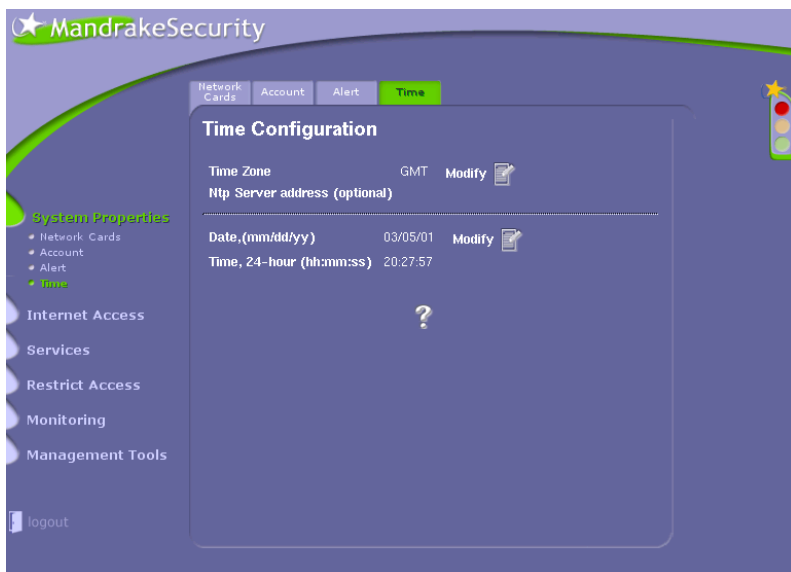 MandrakeSecurity
Network Cards
Account
Alert
Time
Time Configuration
Time Zone GMT Modify
Ntp Server address (optional)
Date,(mm/dd/yy) 03/05/01 Modify
Time, 24-hour (hh:mm:ss) 20:27:57
?
System Properties
Network Cards
Account
Alert
Time
Internet Access
Services
Restrict Access
Monitoring
Management Tools
logout